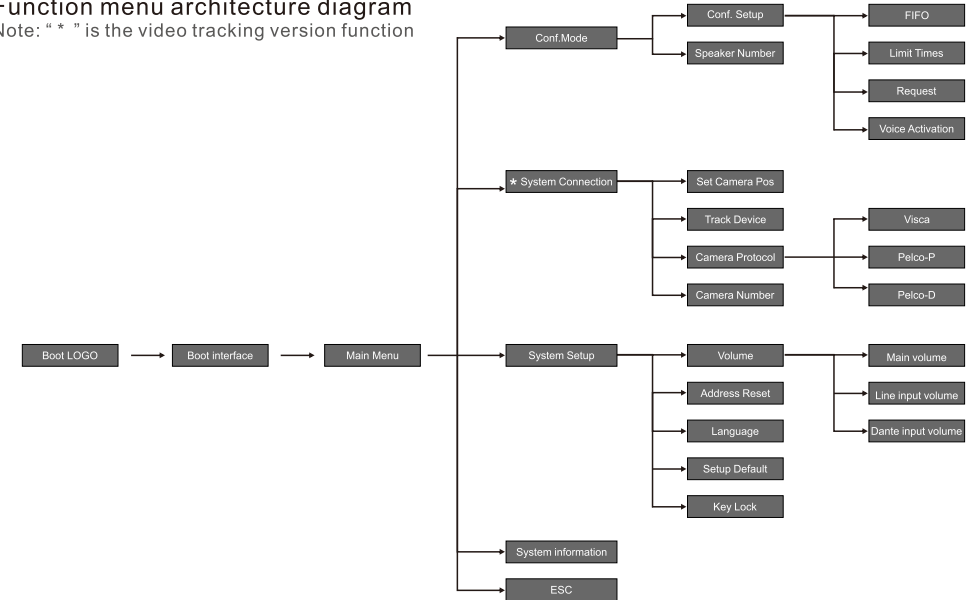 Function menu architecture diagram
Note: “ * ” is the video tracking version function
Conf.Mode
Conf. Setup
FIFO
Limit Times
Request
Voice Activation
Speaker Number
* System Connection
Set Camera Pos
Track Device
Camera Protocol
Visca
Pelco-P
Pelco-D
Camera Number
Boot LOGO
Boot interface
Main Menu
System Setup
Volume
Main volume
Line input volume
Dante input volume
Address Reset
Language
Setup Default
Key Lock
System information
ESC